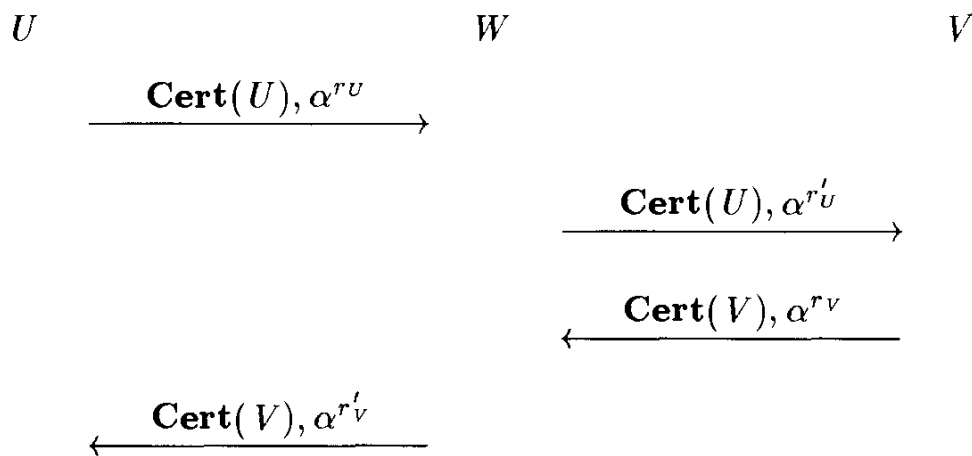 U W V
Cert(U), α^{r_U}
Cert(U), α^{r'_U}
Cert(V), α^{r_V}
Cert(V), α^{r'_V}